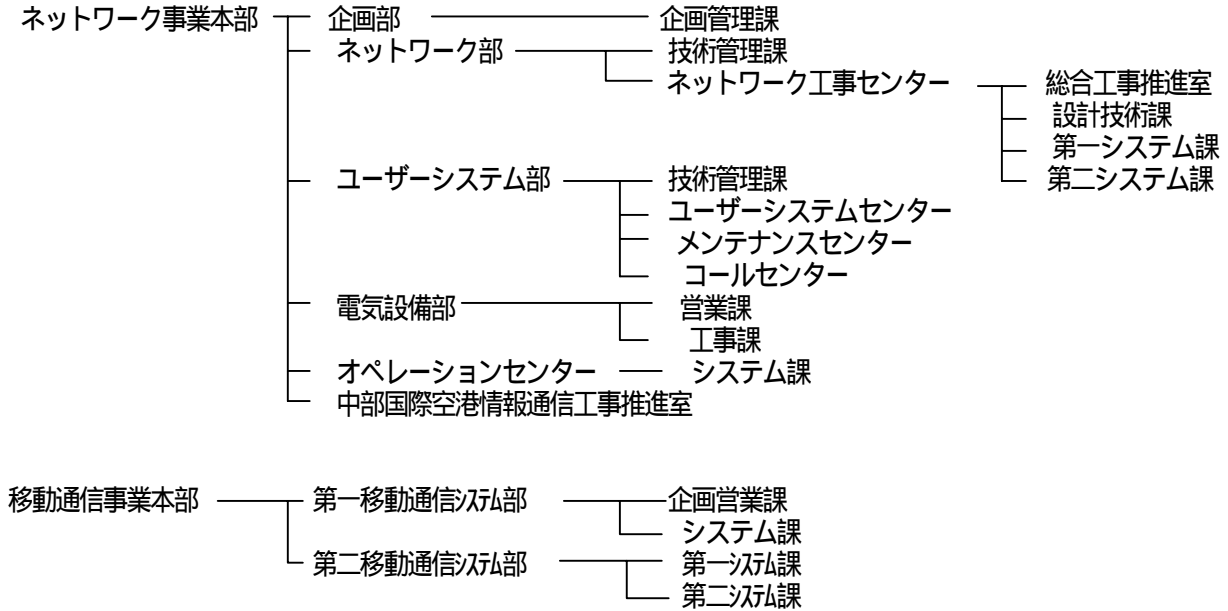 ネットワーク事業本部 企画部 企画管理課
ネットワーク部 技術管理課
ネットワーク工事センター 総合工事推進室
設計技術課
第一システム課
ユーザーシステム部 技術管理課 第二システム課
ユーザーシステムセンター
メンテナンスセンター
コールセンター
電気設備部 営業課
工事課
オペレーションセンター システム課
中部国際空港情報通信工事推進室
移動通信事業本部 第一移動通信ｼｽﾃﾑ部 企画営業課
システム課
第二移動通信ｼｽﾃﾑ部 第一ｼｽﾃﾑ課
第二ｼｽﾃﾑ課